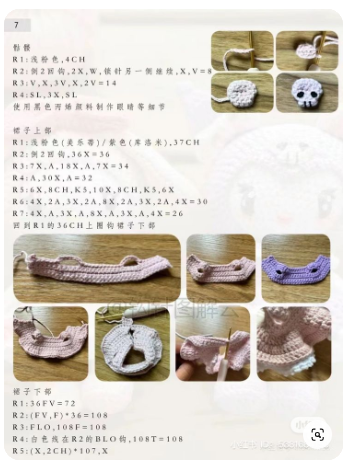 7
骷髅
R1:浅粉色,4CH
R2:倒2回钩,2X,W,锁针另一侧继续,X,V=8
R3:V,X,3V,X,2V=14
R4:SL,3X,SL
使用黑色丙烯颜料制作眼睛等细节
裙子上部
R1:浅粉色(美乐蒂)/紫色(库洛米),37CH
R2:倒2回钩,36X=36
R3:7X,A,18X,A,7X=34
R4:A,30X,A=32
R5:6X,8CH,K5,10X,8CH,K5,6X
R6:4X,2A,3X,2A,8X,2A,3X,2A,4X=30
R7:4X,A,3X,A,8X,A,3X,A,4X=26
回到R1的36CH上圈钩裙子下部
裙子下部
R1:36FV=72
R2:(FV,F)*36=108
R3:FLO,108F=108
R4:白色线在R2的BLO钩,108T=108
R5:(X,2CH)*107,X